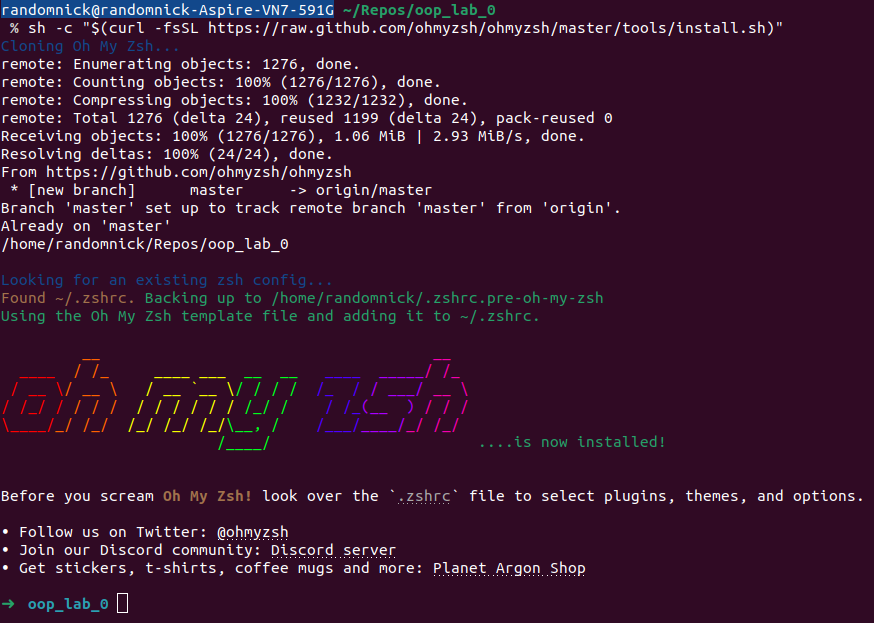 randomnick@randomnick-Aspire-VN7-591G ~/Repos/oop_lab_0
% sh -c "$(curl -fsSL https://raw.github.com/ohmyzsh/ohmyzsh/master/tools/install.sh)"
Cloning Oh My Zsh...
remote: Enumerating objects: 1276, done.
remote: Counting objects: 100% (1276/1276), done.
remote: Compressing objects: 100% (1232/1232), done.
remote: Total 1276 (delta 24), reused 1199 (delta 24), pack-reused 0
Receiving objects: 100% (1276/1276), 1.06 MiB | 2.93 MiB/s, done.
Resolving deltas: 100% (24/24), done.
From https://github.com/ohmyzsh/ohmyzsh
* [new branch]      master     -> origin/master
Branch 'master' set up to track remote branch 'master' from 'origin'.
Already on 'master'
/home/randomnick/Repos/oop_lab_0
Looking for an existing zsh config...
Found ~/.zshrc. Backing up to /home/randomnick/.zshrc.pre-oh-my-zsh
Using the Oh My Zsh template file and adding it to ~/.zshrc.
oh my zsh
....is now installed!
Before you scream Oh My Zsh! look over the `.zshrc` file to select plugins, themes, and options.
• Follow us on Twitter: @ohmyzsh
• Join our Discord community: Discord server
• Get stickers, t-shirts, coffee mugs and more: Planet Argon Shop
➜ oop_lab_0